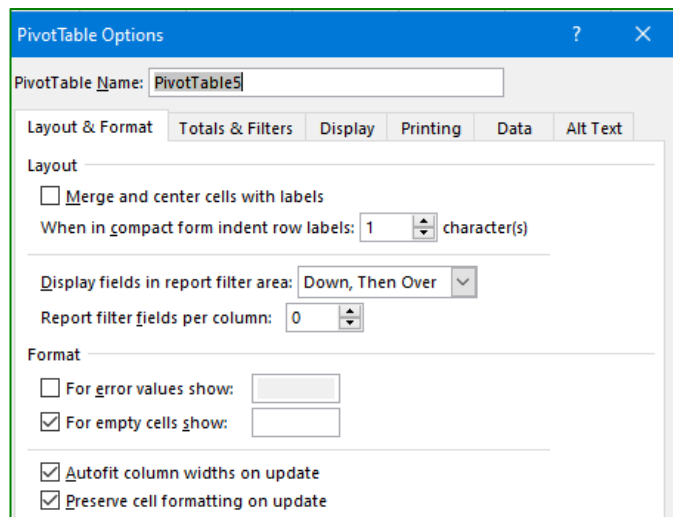 PivotTable Options ?
PivotTable Name: PivotTable5
Layout & Format Totals & Filters Display Printing Data Alt Text
Layout
Merge and center cells with labels
When in compact form indent row labels: 1 character(s)
Display fields in report filter area: Down, Then Over
Report filter fields per column: 0
Format
For error values show:
For empty cells show:
Autofit column widths on update
Preserve cell formatting on update